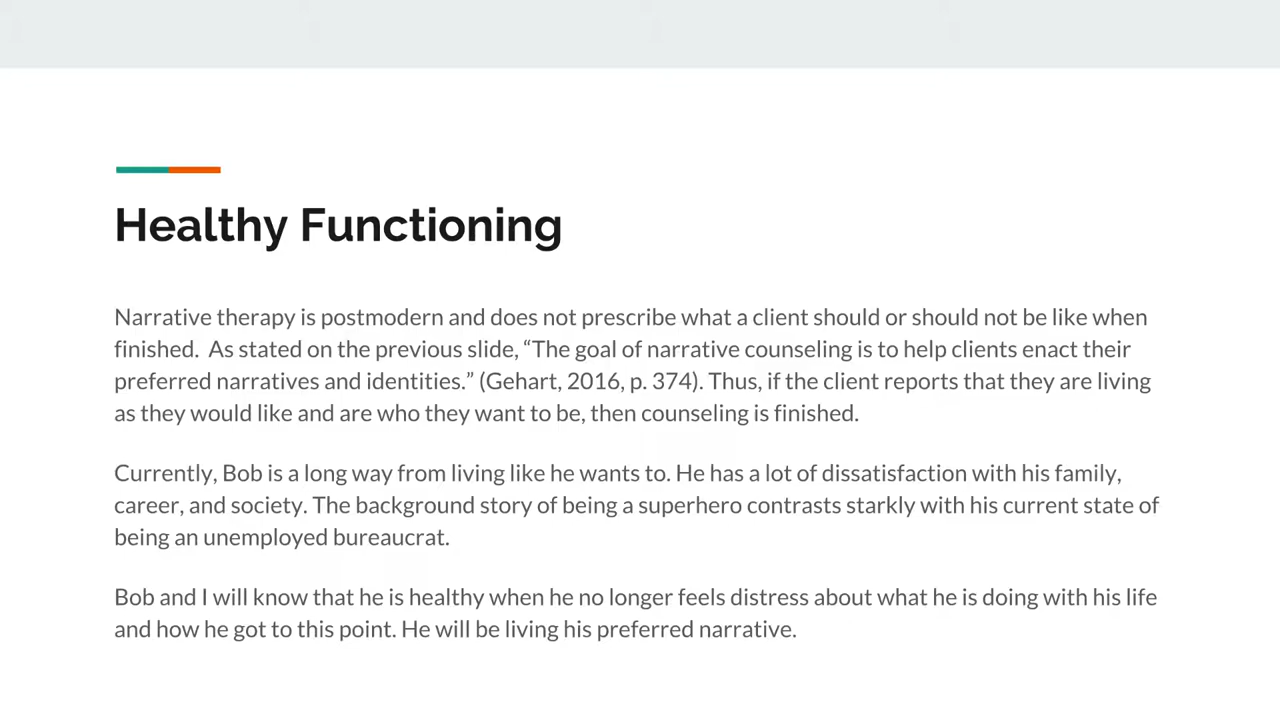 Healthy Functioning
Narrative therapy is postmodern and does not prescribe what a client should or should not be like when
finished.  As stated on the previous slide, “The goal of narrative counseling is to help clients enact their
preferred narratives and identities.” (Gehart, 2016, p. 374). Thus, if the client reports that they are living
as they would like and are who they want to be, then counseling is finished.
Currently, Bob is a long way from living like he wants to. He has a lot of dissatisfaction with his family,
career, and society. The background story of being a superhero contrasts starkly with his current state of
being an unemployed bureaucrat.
Bob and I will know that he is healthy when he no longer feels distress about what he is doing with his life
and how he got to this point. He will be living his preferred narrative.